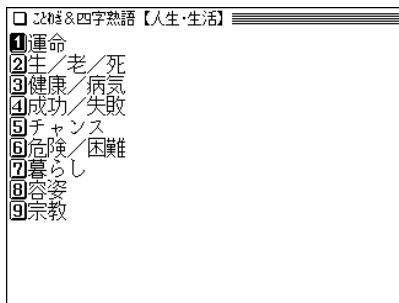 ことわざ&四字熟語【人生・生活】
1運命
2生／老／死
3健康／病気
4成功／失敗
5チャンス
6危険／困難
7暮らし
8容姿
9宗教